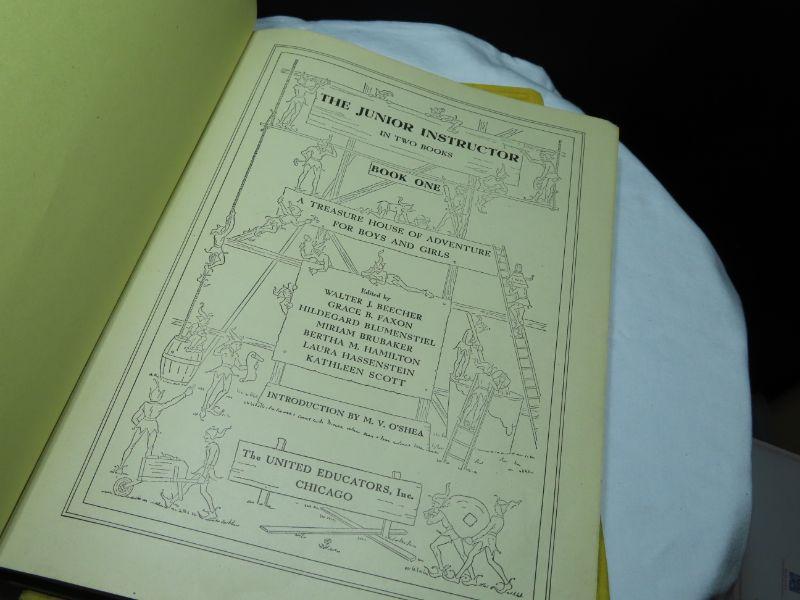 THE JUNIOR INSTRUCTOR
IN TWO BOOKS
BOOK ONE
A TREASURE HOUSE OF ADVENTURE
FOR BOYS AND GIRLS
Edited by
WALTER J. BEECHER
GRACE B. FAXON
HILDEGARD BLUMENSTIEL
MIRIAM BRUBAKER
BERTHA M. HAMILTON
LAURA HASSENSTEIN
KATHLEEN SCOTT
INTRODUCTION BY M. V. O'SHEA
The UNITED EDUCATORS, Inc.
CHICAGO